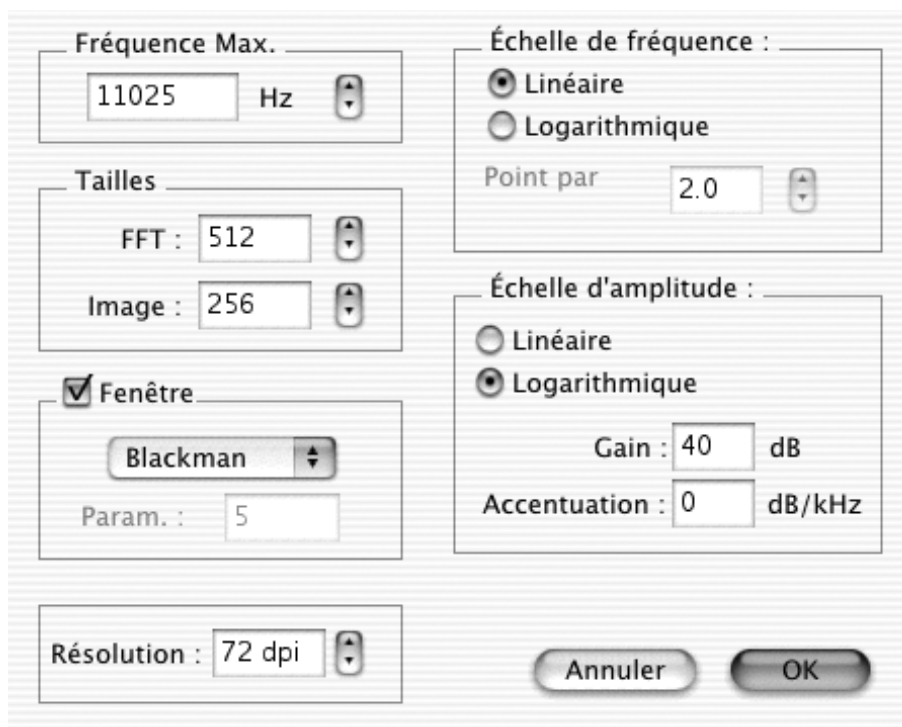 Fréquence Max.
11025 Hz
Tailles
FFT : 512
Image : 256
Fenêtre
Blackman
Param. : 5
Résolution : 72 dpi
Échelle de fréquence :
Linéaire
Logarithmique
Point par 2.0
Échelle d'amplitude :
Linéaire
Logarithmique
Gain : 40 dB
Accentuation : 0 dB/kHz
Annuler OK